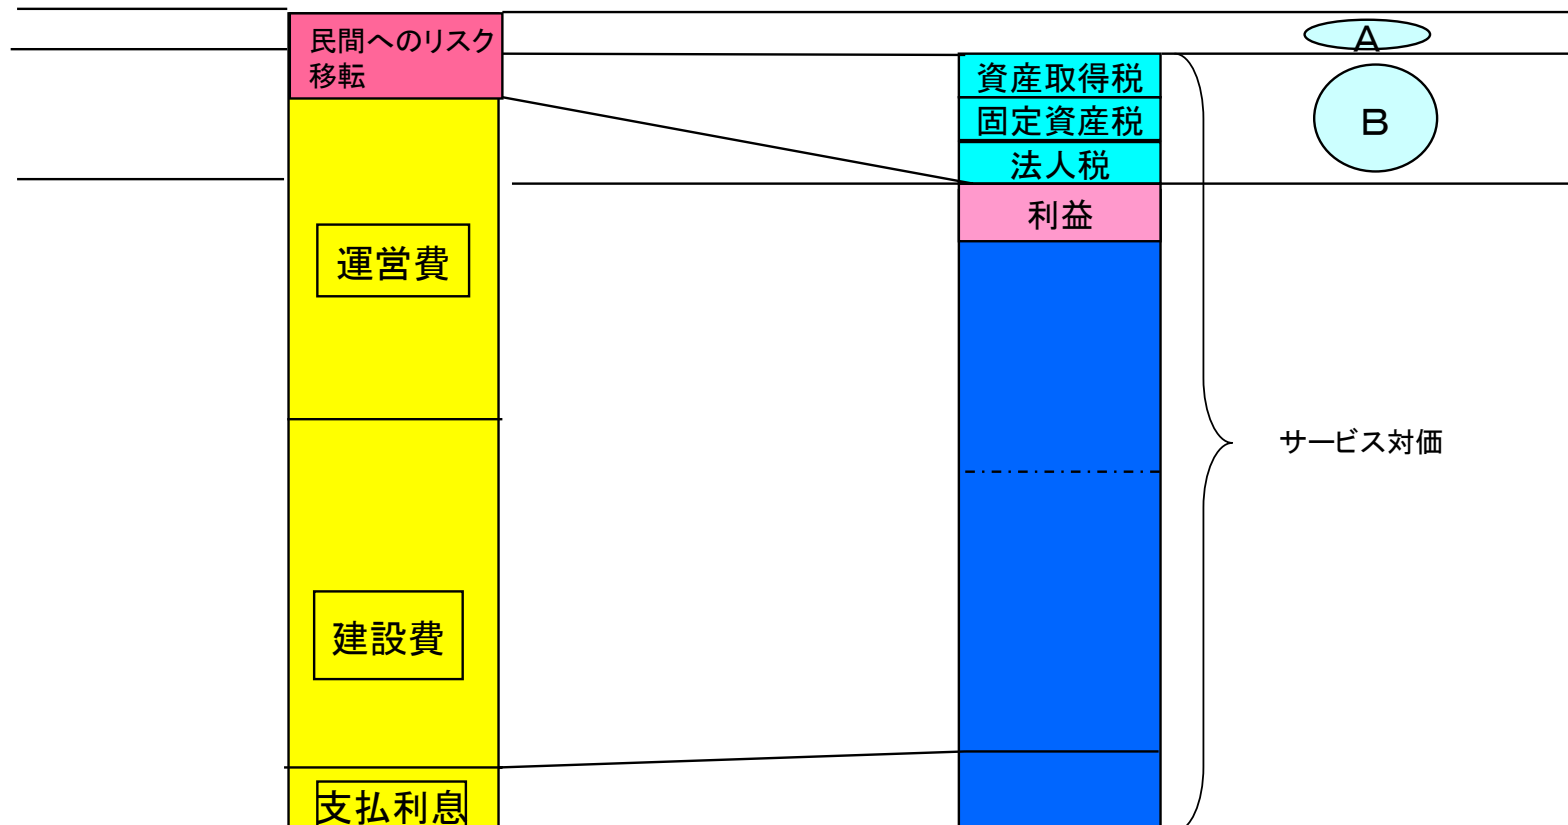 民間へのリスク
移転
運営費
建設費
支払利息
資産取得税
固定資産税
法人税
利益
A
B
サービス対価